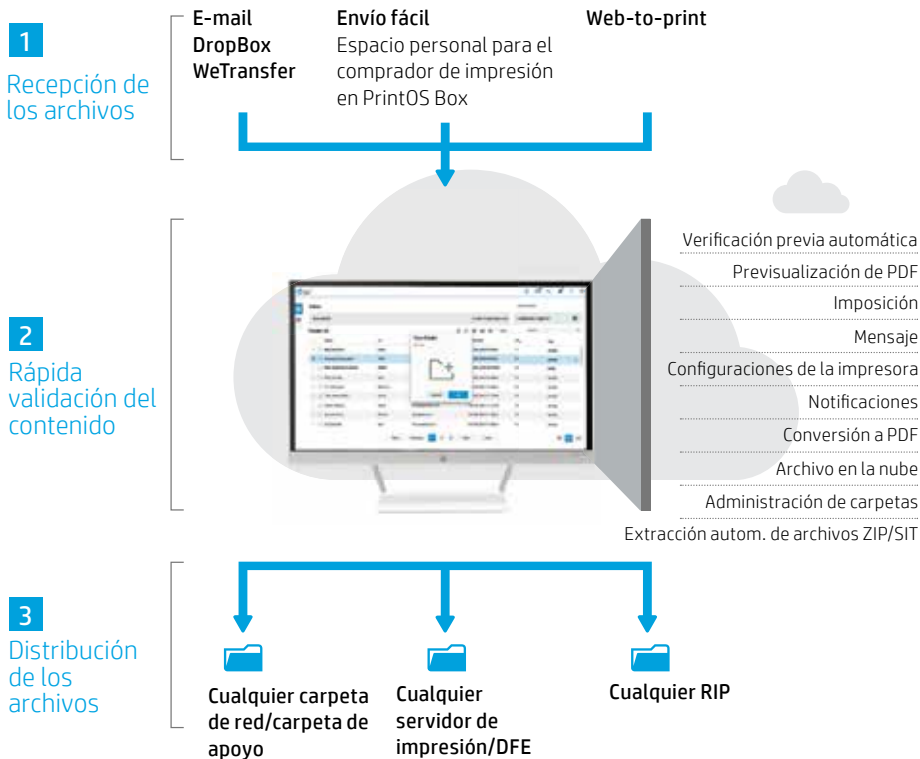 1
Recepción de
los archivos
E-mail
DropBox
WeTransfer
Envío fácil
Espacio personal para el
comprador de impresión
en PrintOS Box
Web-to-print
2
Rápida
validación del
contenido
Verificación previa automática
Previsualización de PDF
Imposición
Mensaje
Configuraciones de la impresora
Notificaciones
Conversión a PDF
Archivo en la nube
Administración de carpetas
Extracción autom. de archivos ZIP/SIT
3
Distribución
de los
archivos
Cualquier carpeta
de red/carpeta de
apoyo
Cualquier
servidor de
impresión/DFE
Cualquier RIP